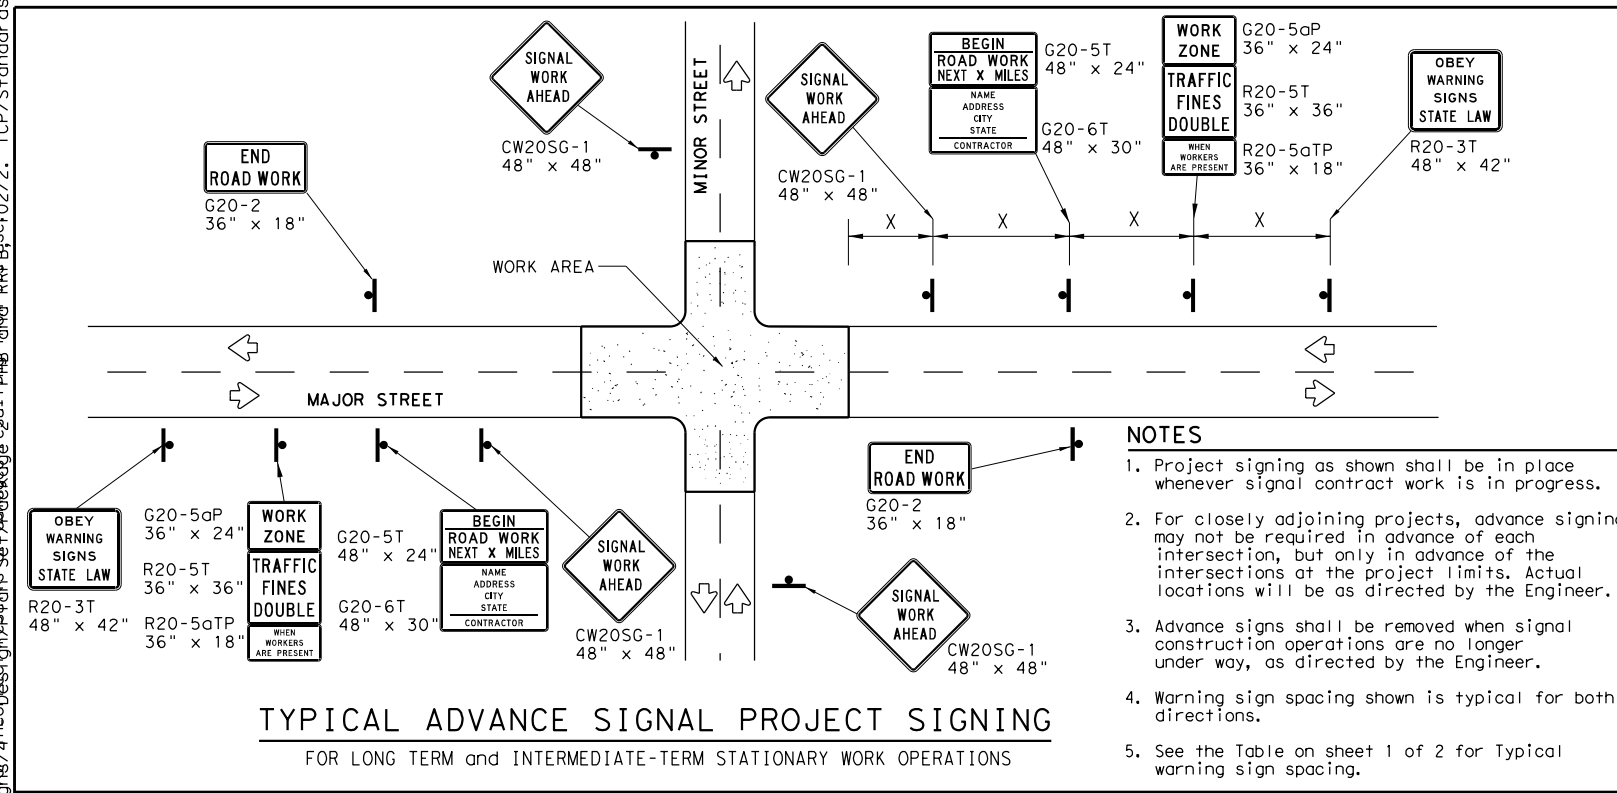 SIGNAL
WORK
AHEAD
CW20SG-1
48" x 48"
MINOR STREET
SIGNAL
WORK
AHEAD
CW20SG-1
48" x 48"
BEGIN
ROAD WORK
NEXT X MILES
NAME
ADDRESS
CITY
STATE
CONTRACTOR
G20-5T
48" x 24"
G20-6T
48" x 30"
WORK
ZONE
TRAFFIC
FINES
DOUBLE
WHEN
WORKERS
ARE PRESENT
G20-5aP
36" x 24"
R20-5T
36" x 36"
R20-5aTP
36" x 18"
OBEY
WARNING
SIGNS
STATE LAW
R20-3T
48" x 42"
END
ROAD WORK
G20-2
36" x 18"
X
X
X
X
WORK AREA
MAJOR STREET
OBEY
WARNING
SIGNS
STATE LAW
R20-3T
48" x 42"
G20-5aP
36" x 24"
R20-5T
36" x 36"
R20-5aTP
36" x 18"
WORK
ZONE
TRAFFIC
FINES
DOUBLE
WHEN
WORKERS
ARE PRESENT
G20-5T
48" x 24"
G20-6T
48" x 30"
BEGIN
ROAD WORK
NEXT X MILES
NAME
ADDRESS
CITY
STATE
CONTRACTOR
SIGNAL
WORK
AHEAD
CW20SG-1
48" x 48"
END
ROAD WORK
G20-2
36" x 18"
SIGNAL
WORK
AHEAD
CW20SG-1
48" x 48"
TYPICAL ADVANCE SIGNAL PROJECT SIGNING
FOR LONG TERM and INTERMEDIATE-TERM STATIONARY WORK OPERATIONS
NOTES
1. Project signing as shown shall be in place
whenever signal contract work is in progress.
2. For closely adjoining projects, advance signing
may not be required in advance of each
intersection, but only in advance of the
intersections at the project limits. Actual
locations will be as directed by the Engineer.
3. Advance signs shall be removed when signal
construction operations are no longer
under way, as directed by the Engineer.
4. Warning sign spacing shown is typical for both
directions.
5. See the Table on sheet 1 of 2 for Typical
warning sign spacing.